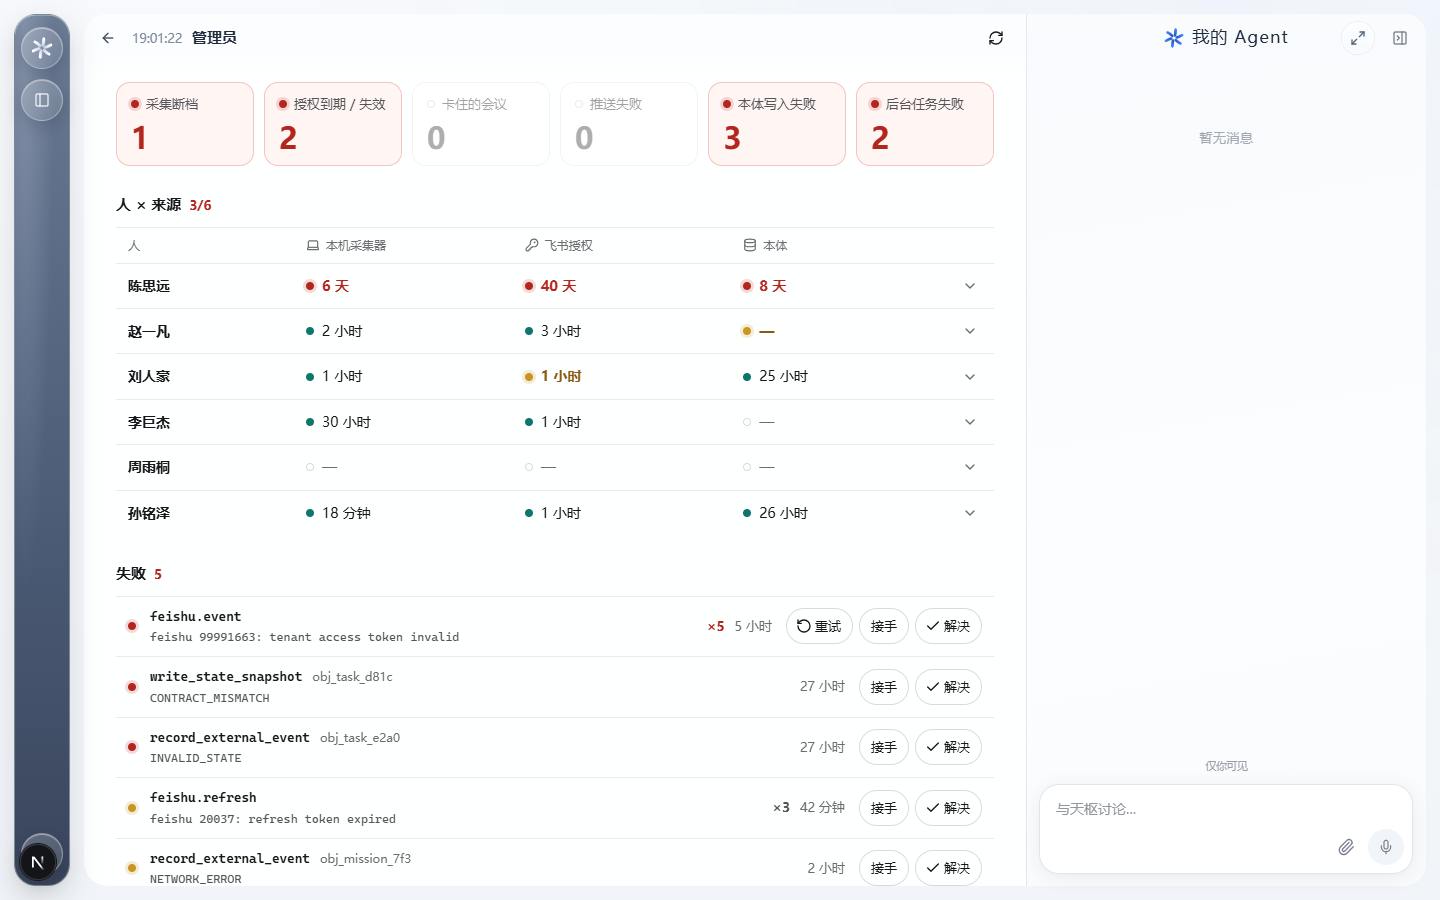 19:01:22 管理员
我的 Agent
采集断档
1
授权到期 / 失效
2
卡住的会议
0
推送失败
0
本体写入失败
3
后台任务失败
2
暂无消息
人 × 来源 3/6
人 本机采集器 飞书授权 本体
陈思远 6 天 40 天 8 天
赵一凡 2 小时 3 小时 —
刘人豪 1 小时 1 小时 25 小时
李巨杰 30 小时 1 小时 —
周雨桐 — — —
孙铭泽 18 分钟 1 小时 26 小时
失败 5
feishu.event
feishu 99991663: tenant access token invalid
×5 5 小时 重试 接手 解决
write_state_snapshot obj_task_d81c
CONTRACT_MISMATCH
27 小时 接手 解决
record_external_event obj_task_e2a0
INVALID_STATE
27 小时 接手 解决
feishu.refresh
feishu 20037: refresh token expired
×3 42 分钟 接手 解决
record_external_event obj_mission_7f3
NETWORK_ERROR
2 小时 接手 解决
仅你可见
与天枢讨论...
N